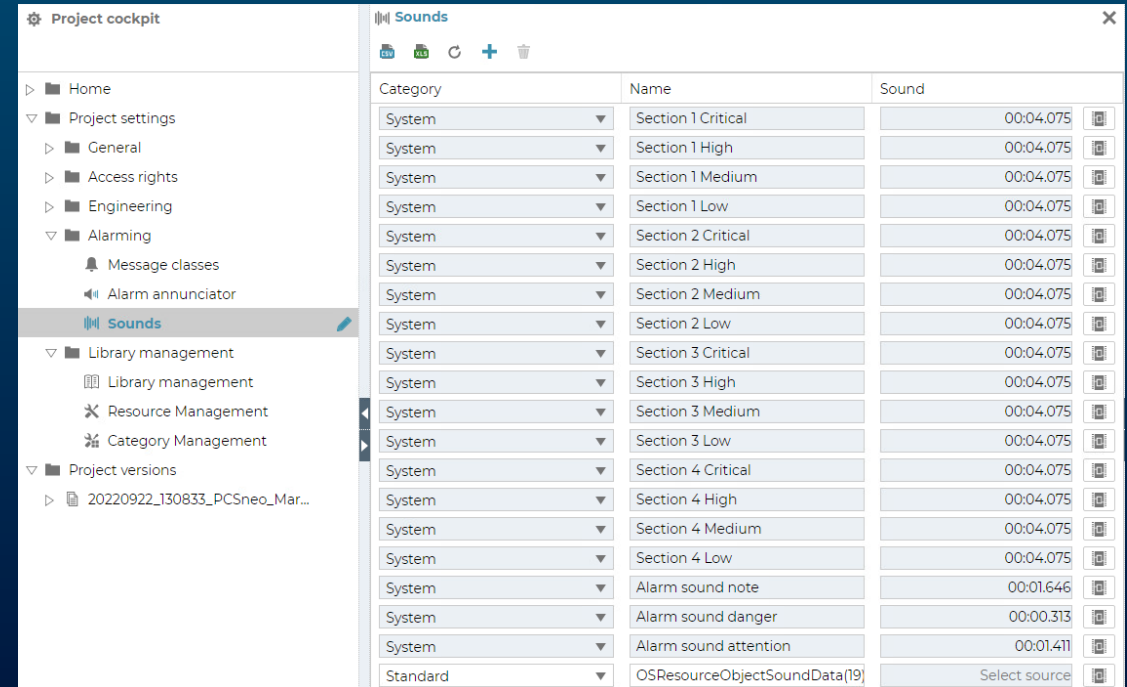 Project cockpit
Home
Project settings
General
Access rights
Engineering
Alarming
Message classes
Alarm annunciator
Sounds
Library management
Library management
Resource Management
Category Management
Project versions
20220922_130833_PCSneo_Mar...
Sounds
CSV XLS
Category Name Sound
System Section 1 Critical 00:04.075
System Section 1 High 00:04.075
System Section 1 Medium 00:04.075
System Section 1 Low 00:04.075
System Section 2 Critical 00:04.075
System Section 2 High 00:04.075
System Section 2 Medium 00:04.075
System Section 2 Low 00:04.075
System Section 3 Critical 00:04.075
System Section 3 High 00:04.075
System Section 3 Medium 00:04.075
System Section 3 Low 00:04.075
System Section 4 Critical 00:04.075
System Section 4 High 00:04.075
System Section 4 Medium 00:04.075
System Section 4 Low 00:04.075
System Alarm sound note 00:01.646
System Alarm sound danger 00:00.313
System Alarm sound attention 00:01.411
Standard OSResourceObjectSoundData(19) Select source